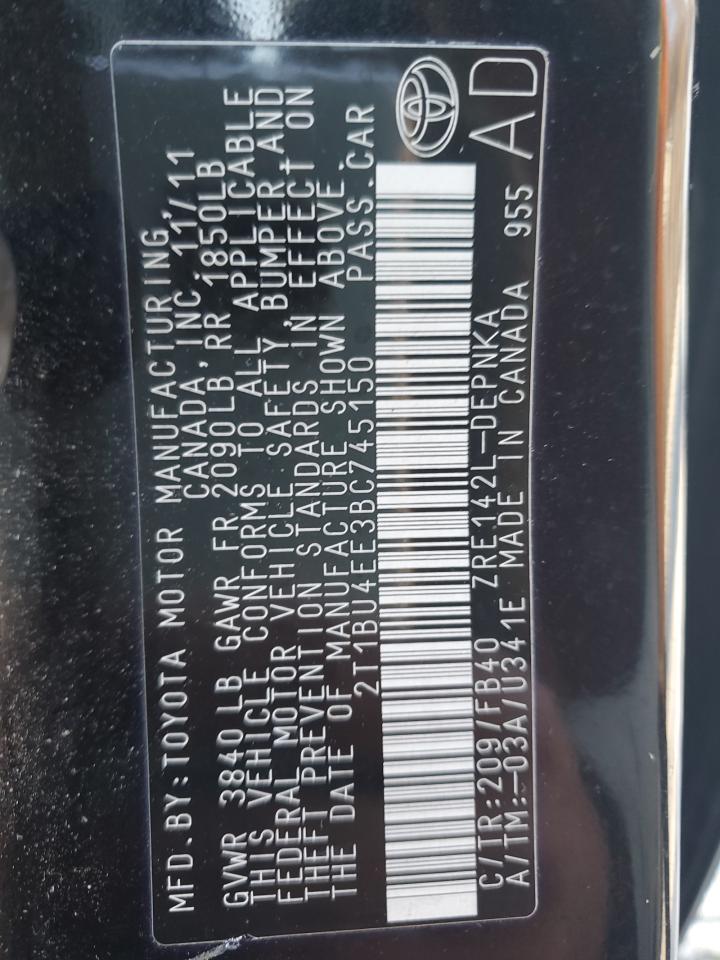 MFD.BY:TOYOTA MOTOR MANUFACTURING,
CANADA, INC. 11/11
GVWR 3840LB GAWR FR 2090LB RR 1850LB
THIS VEHICLE CONFORMS TO ALL APPLICABLE
FEDERAL MOTOR VEHICLE SAFETY, BUMPER AND
THEFT PREVENTION STANDARDS IN EFFECT ON
THE DATE OF MANUFACTURE SHOWN ABOVE.
2T1BU4EE3BC745150 PASS.CAR
C/TR:209/FB40 ZRE142L-DEPNKA
A/TM:-03A/U341E MADE IN CANADA 955
AD